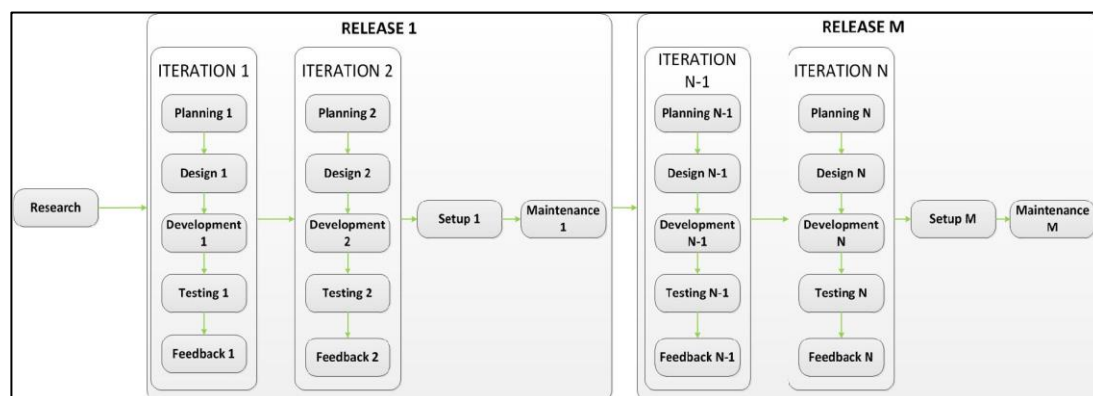 RELEASE 1
RELEASE M
ITERATION 1
Planning 1
Design 1
Development
1
Testing 1
Feedback 1
ITERATION 2
Planning 2
Design 2
Development
2
Testing 2
Feedback 2
Research
Setup 1
Maintenance
1
ITERATION
N-1
Planning N-1
Design N-1
Development
N-1
Testing N-1
Feedback N-1
ITERATION N
Planning N
Design N
Development
N
Testing N
Feedback N
Setup M
Maintenance
M